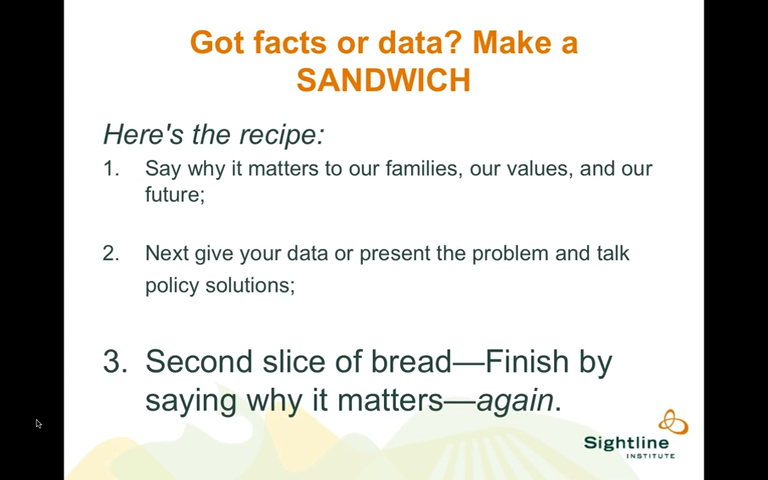 Got facts or data? Make a
SANDWICH
Here's the recipe:
1. Say why it matters to our families, our values, and our
future;
2. Next give your data or present the problem and talk
policy solutions;
3. Second slice of bread—Finish by
saying why it matters—again.
Sightline
INSTITUTE